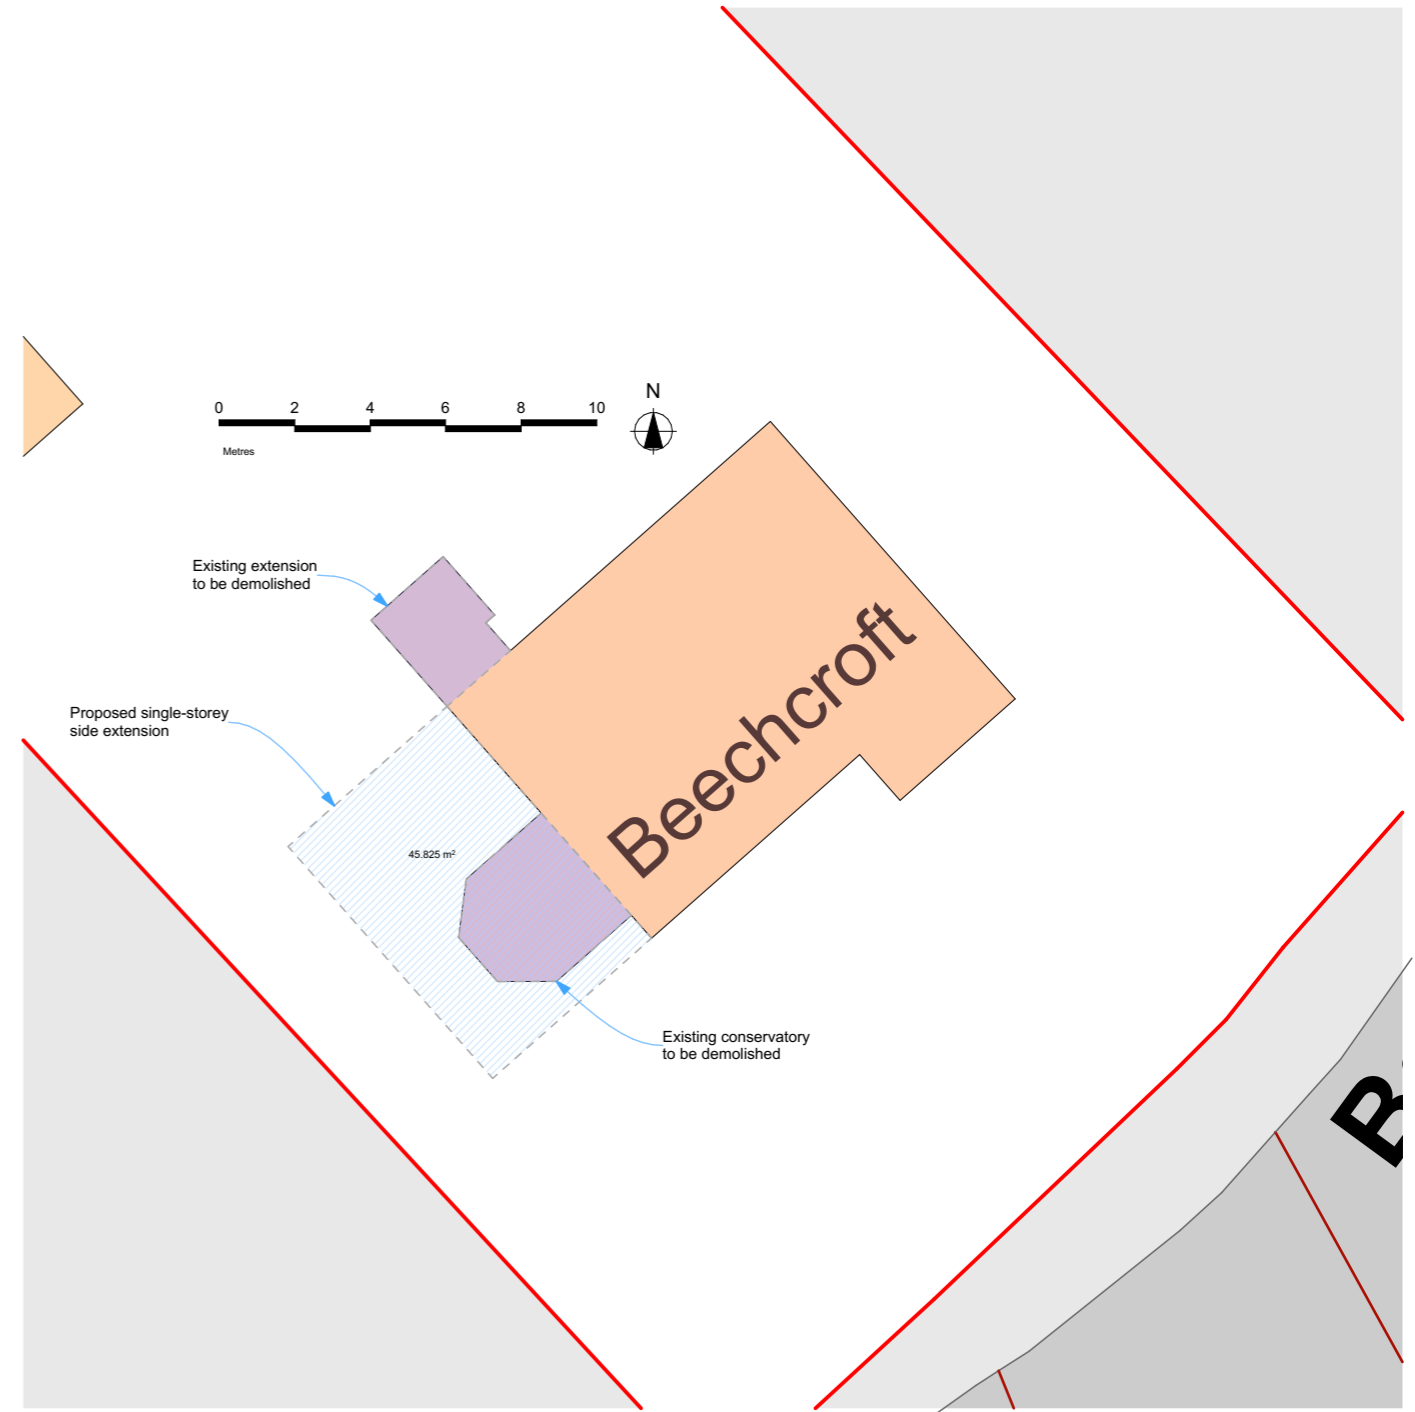 N
0 2 4 6 8 10
Metres
Existing extension
to be demolished
Beechcroft
Proposed single-storey
side extension
45.825 m²
Existing conservatory
to be demolished
B